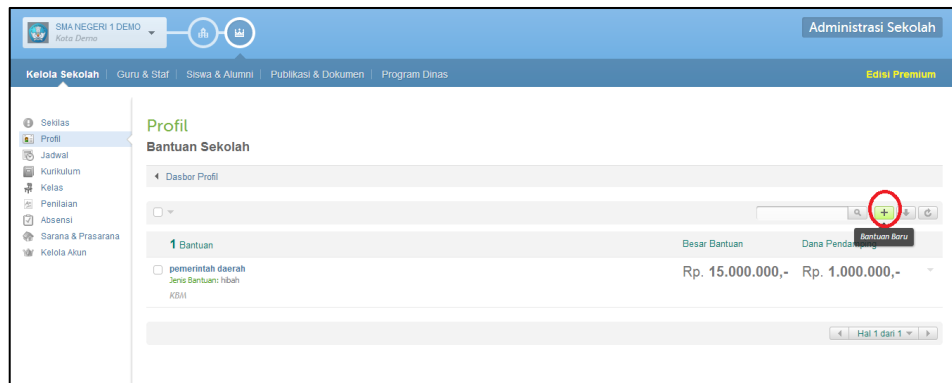 SMA NEGERI 1 DEMO
Kota Demo
Administrasi Sekolah
Kelola Sekolah | Guru & Staf | Siswa & Alumni | Publikasi & Dokumen | Program Dinas
Edisi Premium
Sekilas
Profil
Jadwal
Kurikulum
Kelas
Penilaian
Absensi
Sarana & Prasarana
Kelola Akun
Profil
Bantuan Sekolah
Dasbor Profil
Bantuan Baru
1 Bantuan Besar Bantuan Dana Pendamping
pemerintah daerah Rp. 15.000.000,- Rp. 1.000.000,-
Jenis Bantuan: hibah
KBM
Hal 1 dari 1